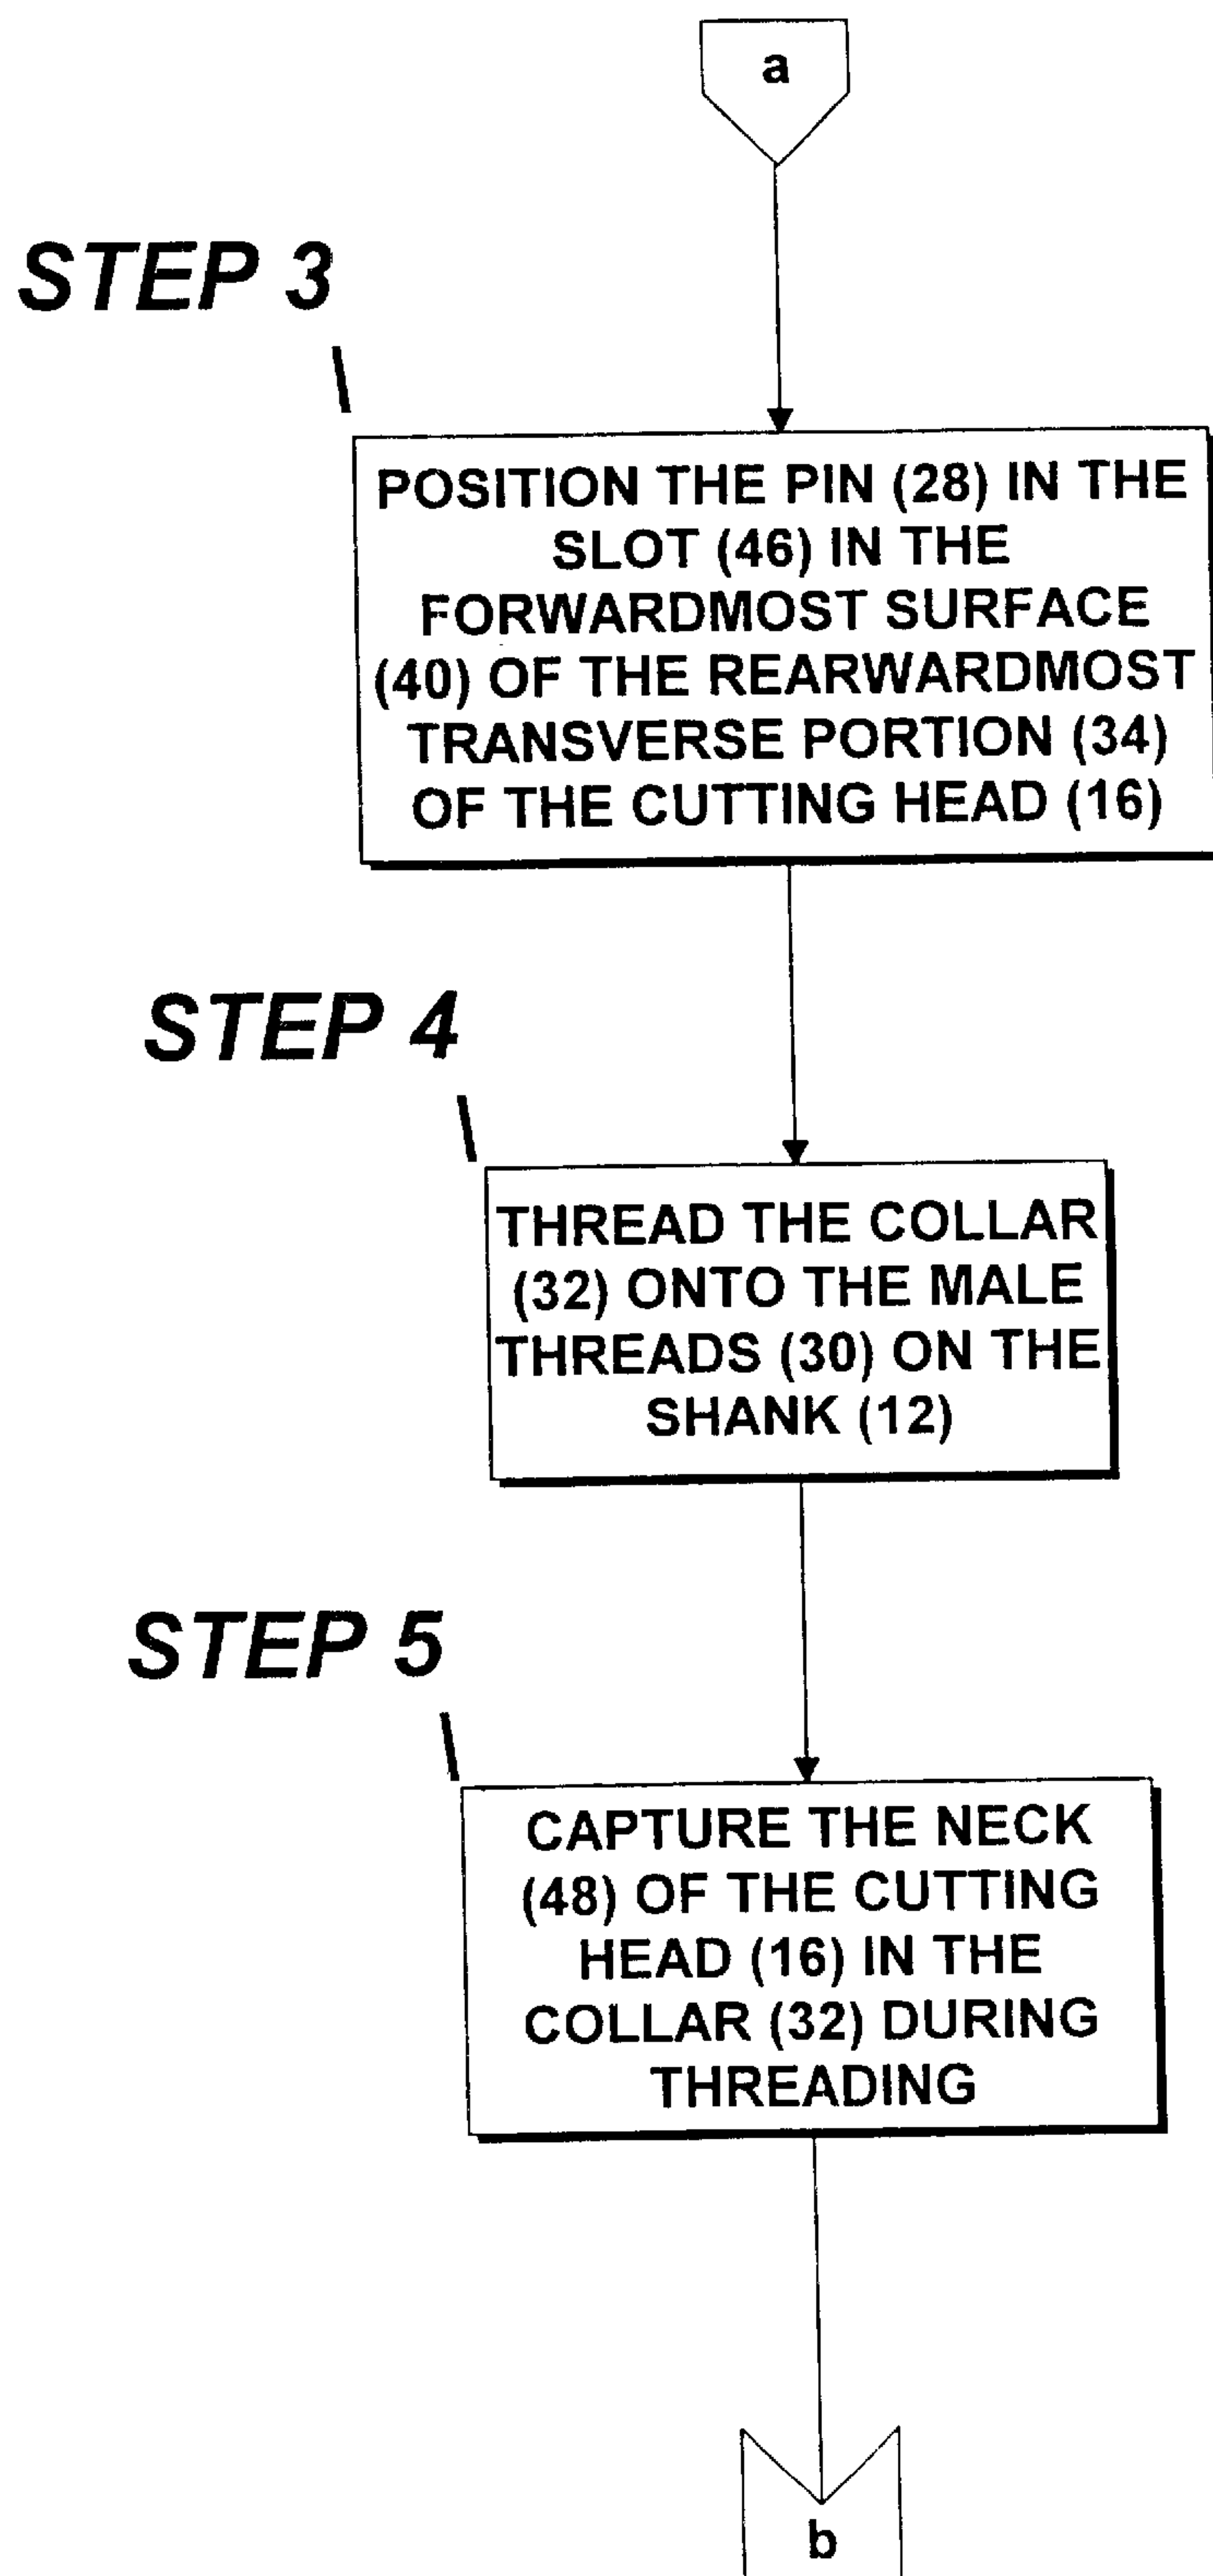 a
STEP 3
POSITION THE PIN (28) IN THE
SLOT (46) IN THE
FORWARDMOST SURFACE
(40) OF THE REARWARDMOST
TRANSVERSE PORTION (34)
OF THE CUTTING HEAD (16)
STEP 4
THREAD THE COLLAR
(32) ONTO THE MALE
THREADS (30) ON THE
SHANK (12)
STEP 5
CAPTURE THE NECK
(48) OF THE CUTTING
HEAD (16) IN THE
COLLAR (32) DURING
THREADING
b